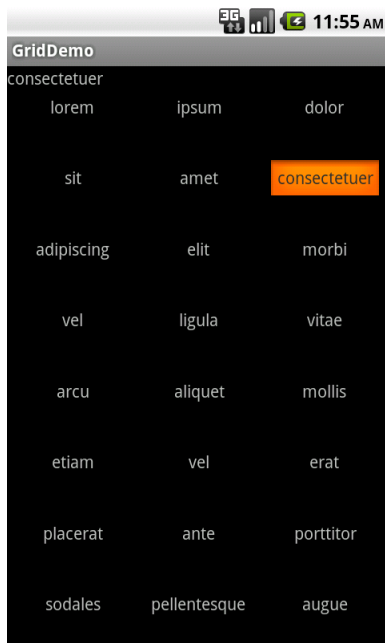 3G 11:55 AM
GridDemo
consectetuer
lorem ipsum dolor
sit amet consectetuer
adipiscing elit morbi
vel ligula vitae
arcu aliquet mollis
etiam vel erat
placerat ante porttitor
sodales pellentesque augue